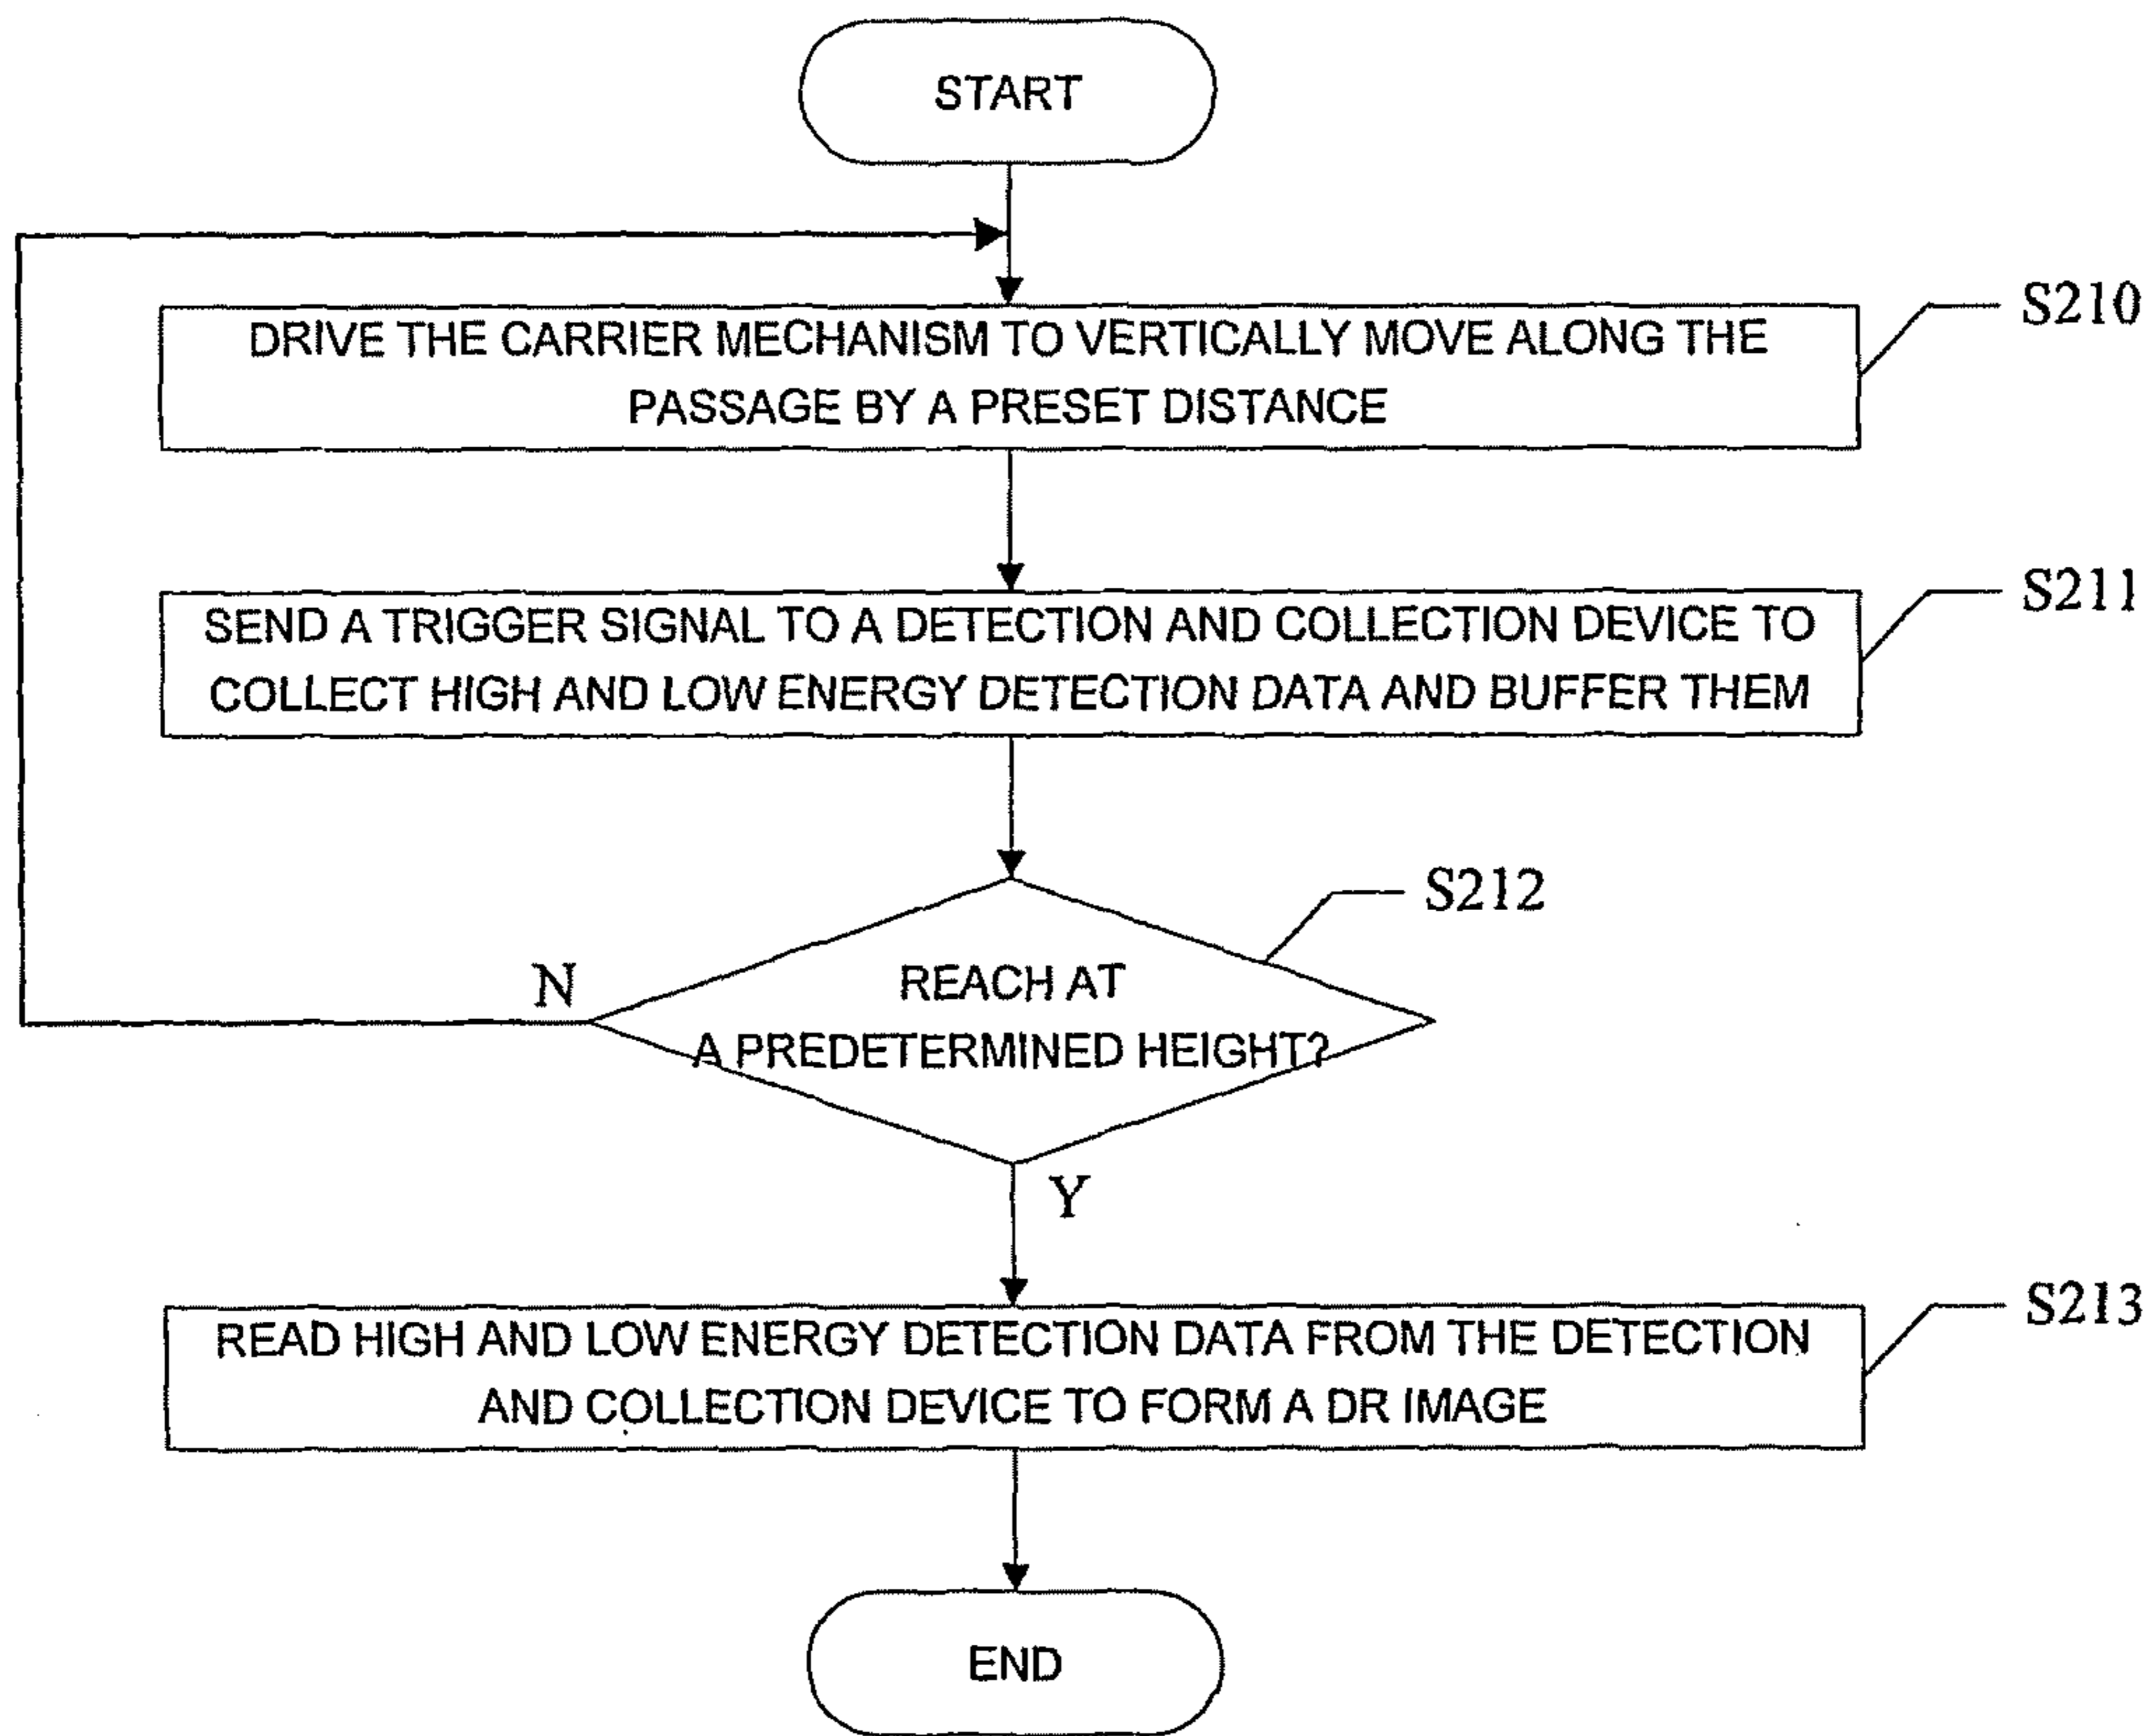 START
DRIVE THE CARRIER MECHANISM TO VERTICALLY MOVE ALONG THE
PASSAGE BY A PRESET DISTANCE
S210
SEND A TRIGGER SIGNAL TO A DETECTION AND COLLECTION DEVICE TO
COLLECT HIGH AND LOW ENERGY DETECTION DATA AND BUFFER THEM
S211
S212
REACH AT
A PREDETERMINED HEIGHT?
N
Y
READ HIGH AND LOW ENERGY DETECTION DATA FROM THE DETECTION
AND COLLECTION DEVICE TO FORM A DR IMAGE
S213
END